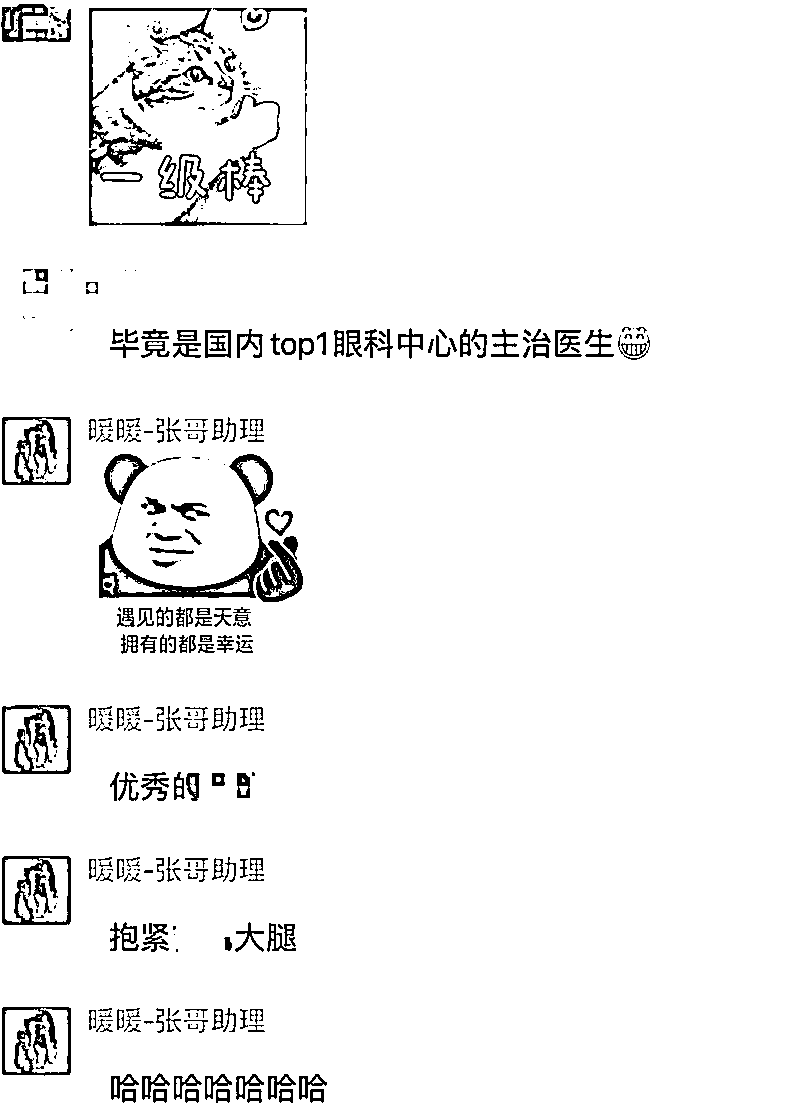 一级棒
毕竟是国内top1眼科中心的主治医生😁
暖暖-张哥助理
遇见的都是天意
拥有的都是幸运
暖暖-张哥助理
优秀的
暖暖-张哥助理
抱紧 大腿
暖暖-张哥助理
哈哈哈哈哈哈哈